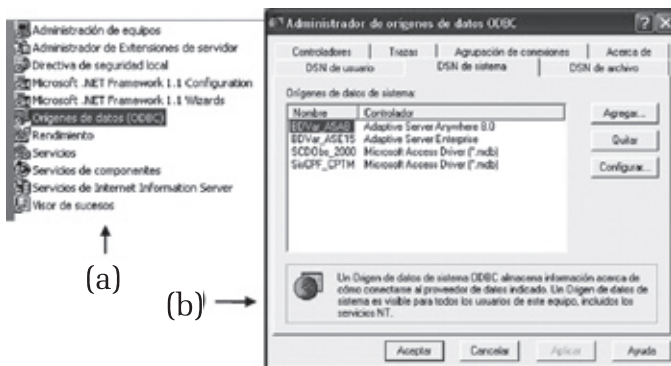 Administración de equipos
Administrador de Extensiones de servidor
Directiva de seguridad local
Microsoft .NET Framework 1.1 Configuration
Microsoft .NET Framework 1.1 Wizards
Orígenes de datos (ODBC)
Rendimiento
Servicios
Servicios de componentes
Servicios de Internet Information Server
Visor de sucesos
(a)
(b)
Administrador de orígenes de datos ODBC
Controladores Trazas Agrupación de conexiones Acerca de
DSN de usuario DSN de sistema DSN de archivo
Orígenes de datos de sistema:
Nombre Controlador
BDVar_ASA8 Adaptive Server Anywhere 8.0
BDVar_ASE15 Adaptive Server Enterprise
SCDObs_2000 Microsoft Access Driver (*.mdb)
SisCPF_CPTM Microsoft Access Driver (*.mdb)
Agregar...
Quitar
Configurar...
Un Origen de datos de sistema ODBC almacena información acerca de
cómo conectarse al proveedor de datos indicado. Un Origen de datos de
sistema es visible para todos los usuarios de este equipo, incluidos los
servicios NT.
Aceptar Cancelar Aplicar Ayuda